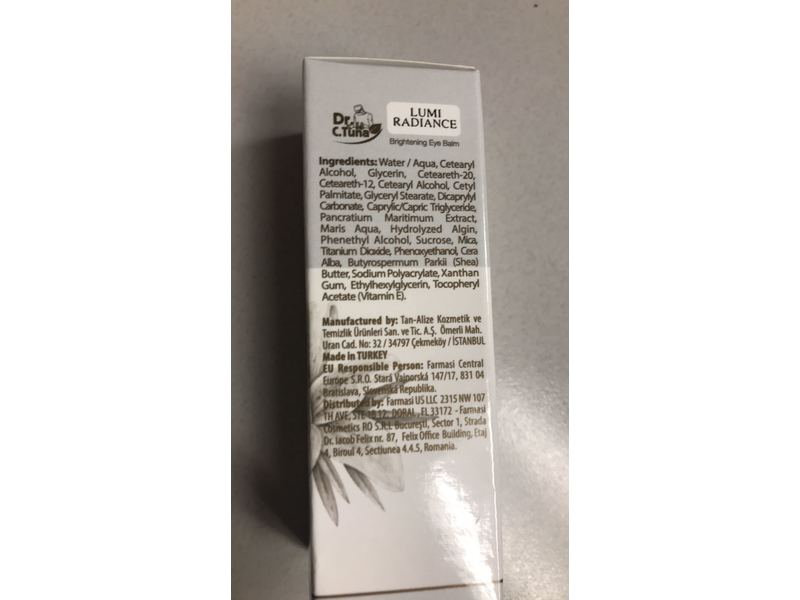 Dr.
C.Tuna
LUMI
RADIANCE
Brightening Eye Balm
Ingredients: Water / Aqua, Cetearyl
Alcohol, Glycerin, Ceteareth-20,
Ceteareth-12, Cetearyl Alcohol, Cetyl
Palmitate, Glyceryl Stearate, Dicaprylyl
Carbonate, Caprylic/Capric Triglyceride,
Pancratium Maritimum Extract,
Maris Aqua, Hydrolyzed Algin,
Phenethyl Alcohol, Sucrose, Mica,
Titanium Dioxide, Phenoxyethanol, Cera
Alba, Butyrospermum Parkii (Shea)
Butter, Sodium Polyacrylate, Xanthan
Gum, Ethylhexylglycerin, Tocopheryl
Acetate (Vitamin E).
Manufactured by: Tan-Alize Kozmetik ve
Temizlik Ürünleri San. ve Tic. A.Ş. Ömerli Mah.
Uran Cad. No: 32 / 34797 Çekmeköy / İSTANBUL
Made in TURKEY
EU Responsible Person: Farmasi Central
Europe S.R.O. Stará Vajnorská 147/17, 831 04
Bratislava, Slovenská Republika.
Distributed by: Farmasi US LLC 2315 NW 107
TH AVE, STE 1B 12, DORAL , FL 33172 - Farmasi
Cosmetics RO S.R.L Bucureşti, Sector 1, Strada
Dr. Iacob Felix nr. 87, Felix Office Building, Etaj
4, Biroul 4, Sectiunea 4.4.5, Romania.